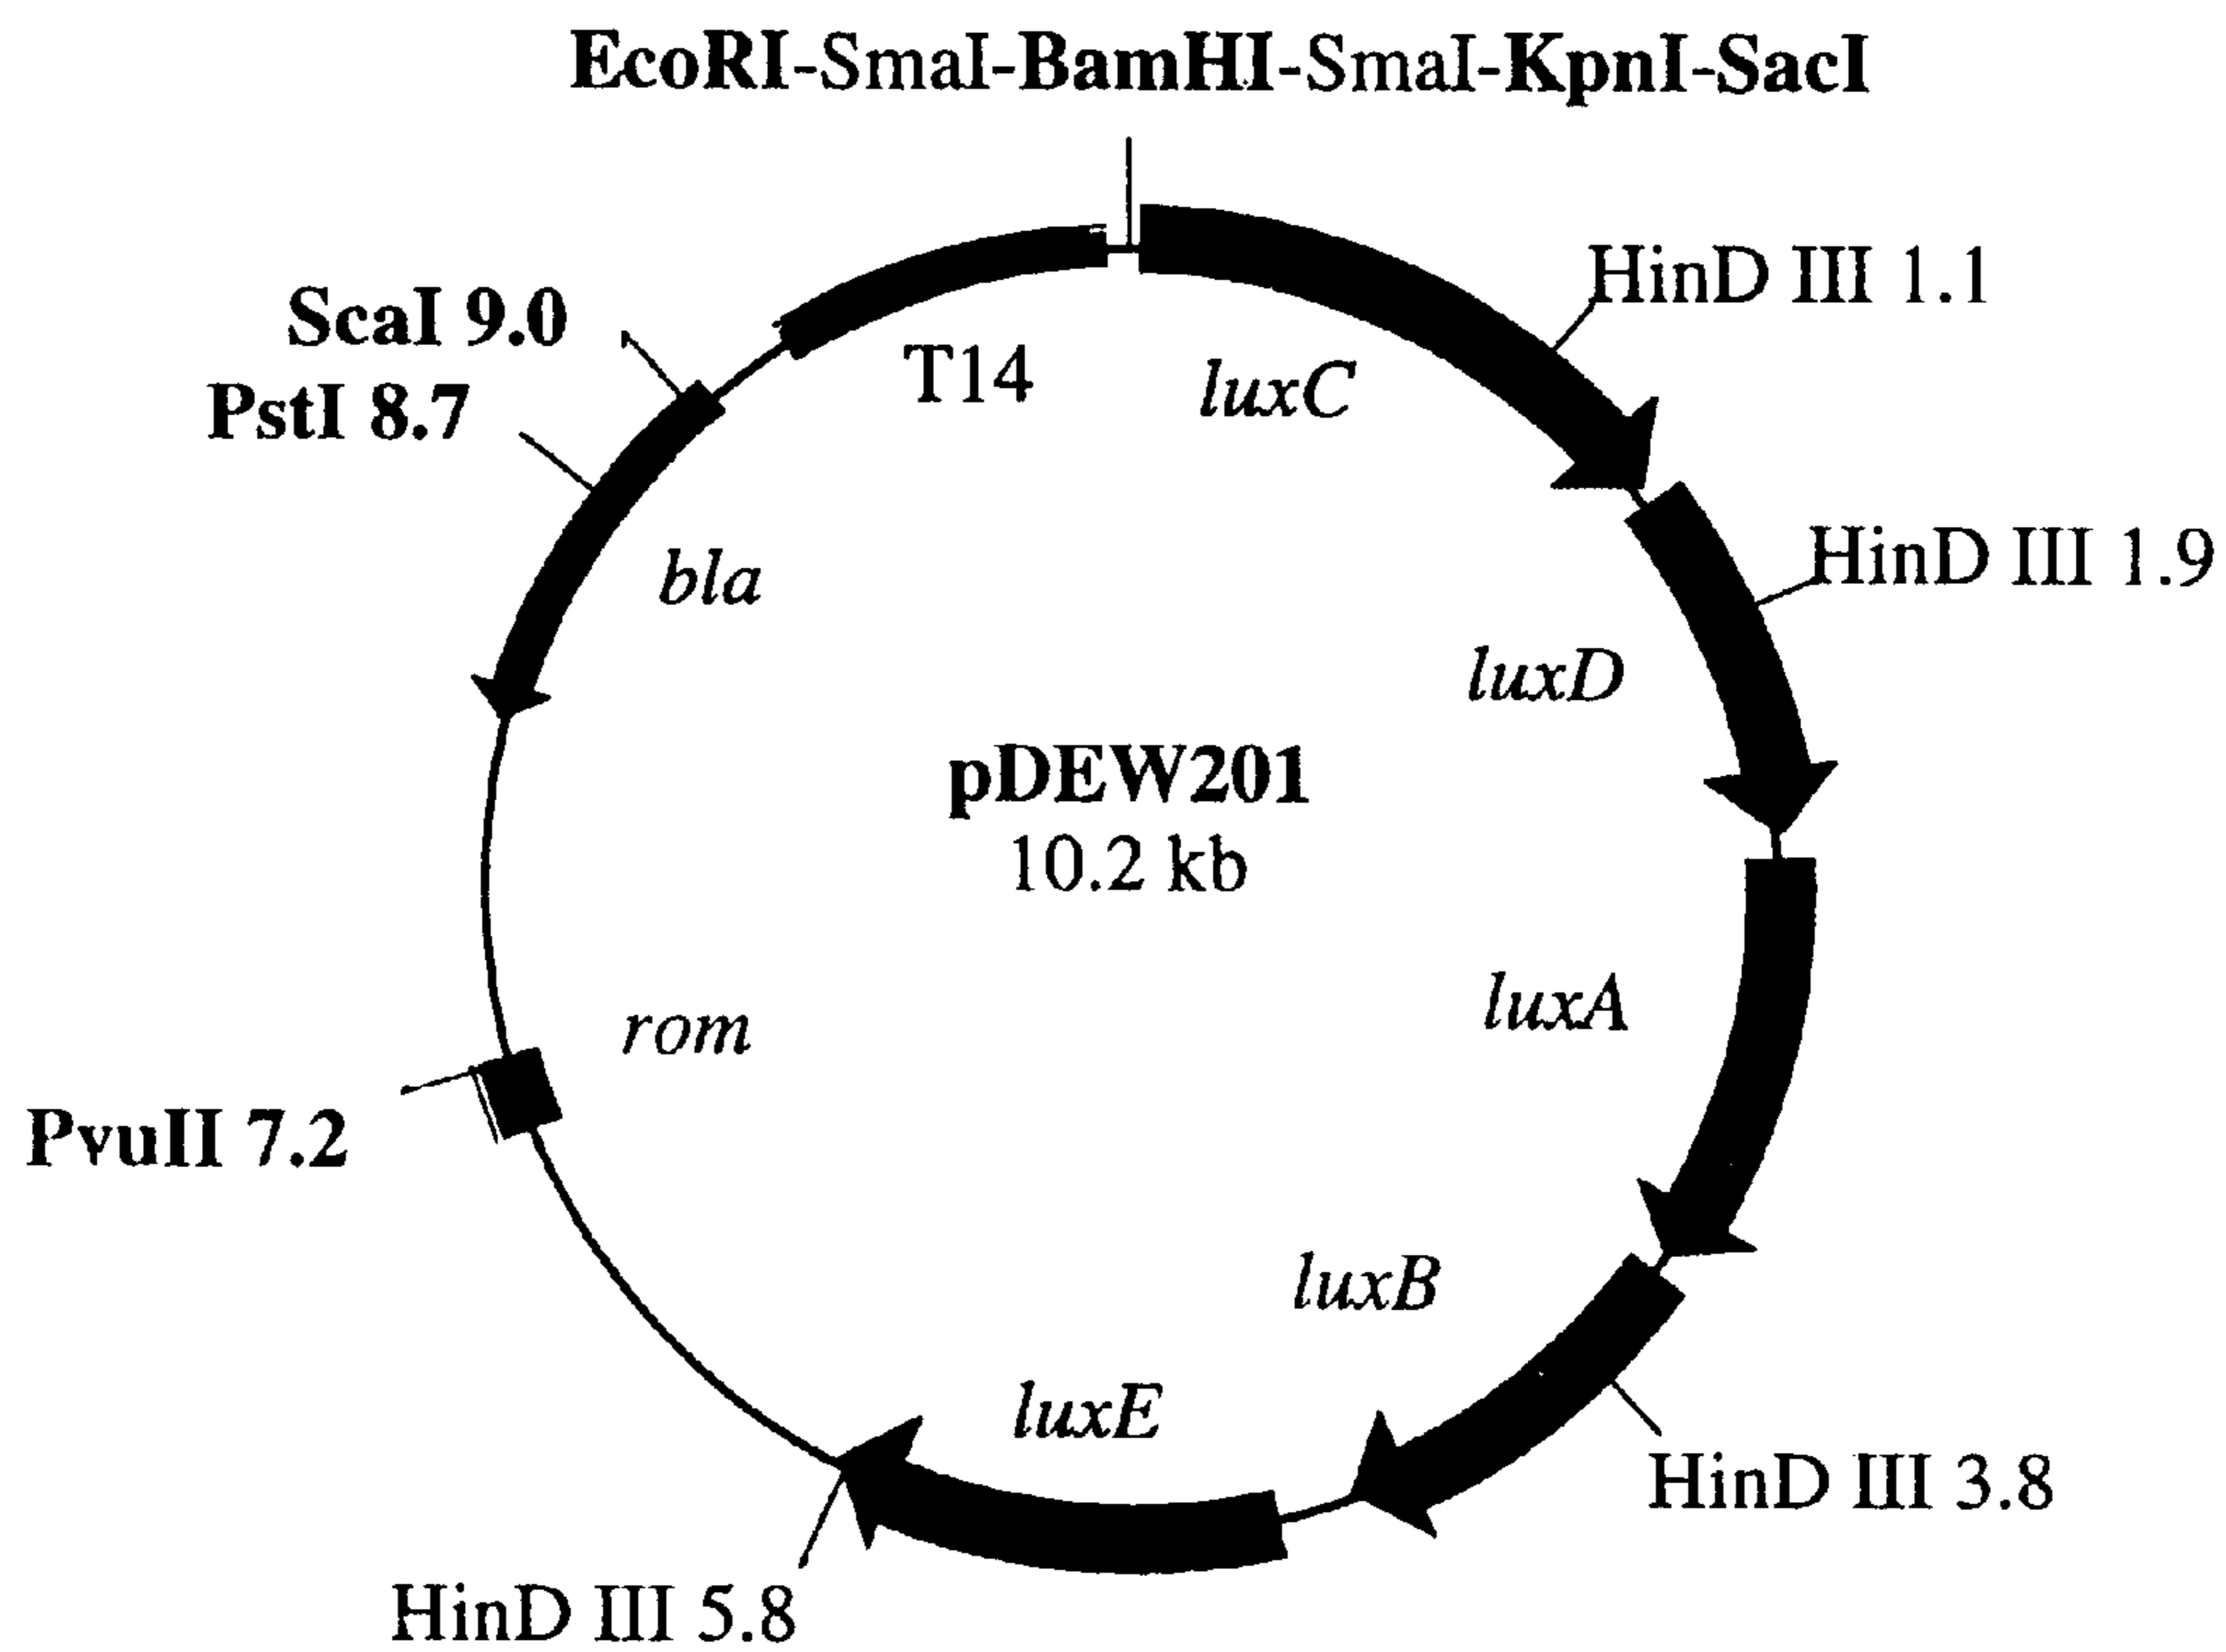 EcoRI-SmaI-BamHI-SmaI-KpnI-SacI
HinD III 1.1
ScaI 9.0
PstI 8.7
T14
luxC
HinD III 1.9
bla
luxD
pDEW201
10.2 kb
luxA
rom
PvuII 7.2
luxB
luxE
HinD III 3.8
HinD III 5.8